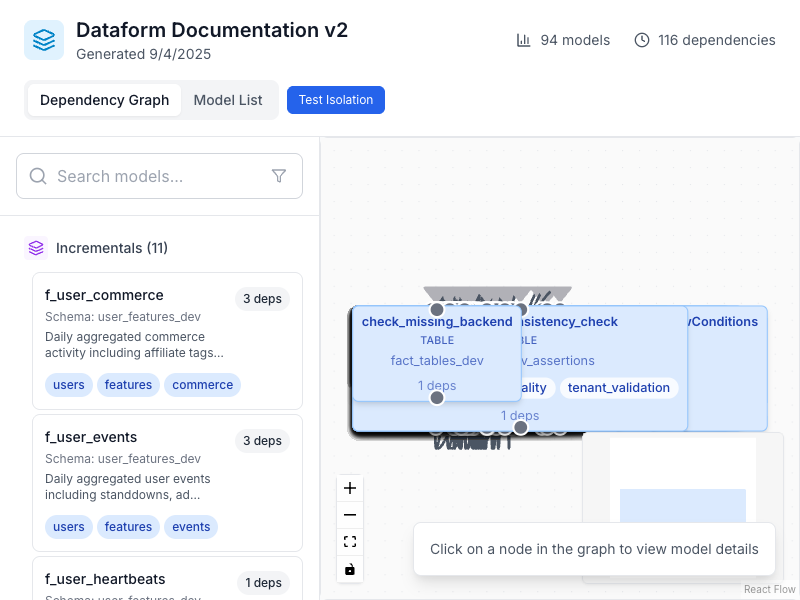 Dataform Documentation v2
Generated 9/4/2025
94 models
116 dependencies
Dependency Graph
Model List
Test Isolation
Search models...
Incrementals (11)
f_user_commerce
3 deps
Schema: user_features_dev
Daily aggregated commerce
activity including affiliate tags...
users
features
commerce
f_user_events
3 deps
Schema: user_features_dev
Daily aggregated user events
including standdowns, ad...
users
features
events
f_user_heartbeats
1 deps
Schema: user_features_dev
check_missing_backend
TABLE
fact_tables_dev
1 deps
sistency_check
BLE
v_assertions
ality
tenant_validation
1 deps
wConditions
Click on a node in the graph to view model details
React Flow